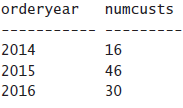 orderyear numcusts
----------- ---------
2014 16
2015 46
2016 30